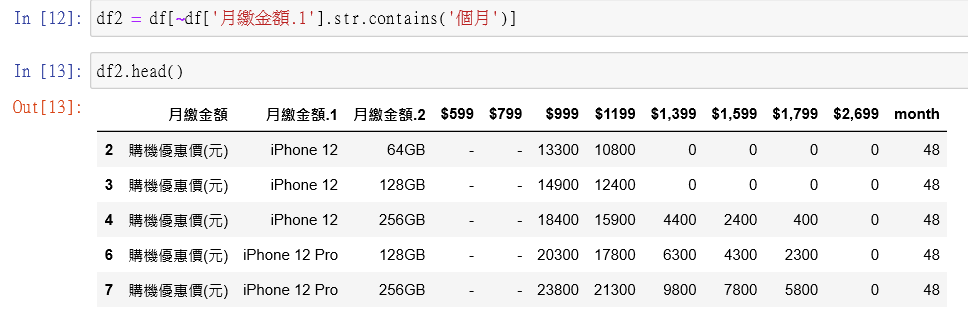 In [12]: df2 = df[~df['月繳金額.1'].str.contains('個月')]
In [13]: df2.head()
Out[13]:
月繳金額 月繳金額.1 月繳金額.2 $599 $799 $999 $1199 $1,399 $1,599 $1,799 $2,699 month
2 購機優惠價(元) iPhone 12 64GB - - 13300 10800 0 0 0 0 48
3 購機優惠價(元) iPhone 12 128GB - - 14900 12400 0 0 0 0 48
4 購機優惠價(元) iPhone 12 256GB - - 18400 15900 4400 2400 400 0 48
6 購機優惠價(元) iPhone 12 Pro 128GB - - 20300 17800 6300 4300 2300 0 48
7 購機優惠價(元) iPhone 12 Pro 256GB - - 23800 21300 9800 7800 5800 0 48